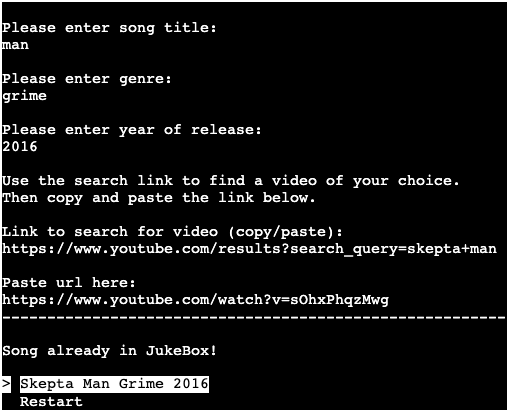 Please enter song title:
man
Please enter genre:
grime
Please enter year of release:
2016
Use the search link to find a video of your choice.
Then copy and paste the link below.
Link to search for video (copy/paste):
https://www.youtube.com/results?search_query=skepta+man
Paste url here:
https://www.youtube.com/watch?v=sOhxPhqzMwg
--------------------------------------------------------
Song already in JukeBox!
> Skepta Man Grime 2016
Restart